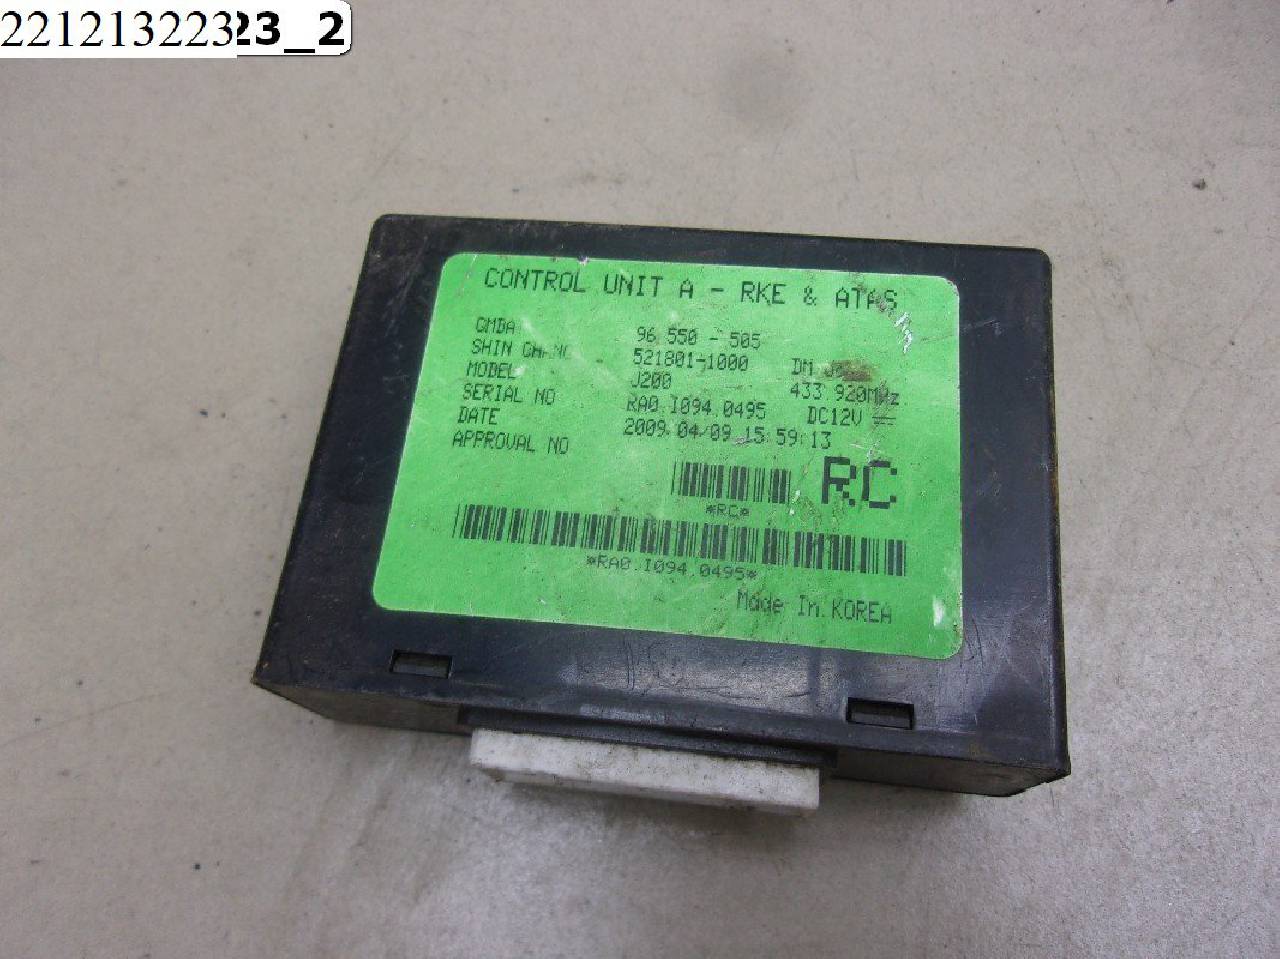 22121322323_2
CONTROL UNIT A - RKE & ATAS
GMDA 96 550 - 505
SHIN CHANG 521801-1000 DM
MODEL J200 433.920MHz
SERIAL NO RA0.I094.0495 DC12V
DATE 2009.04/09 15:59:13
APPROVAL NO
RC
*RC*
*RA0.I094.0495*
Made In KOREA